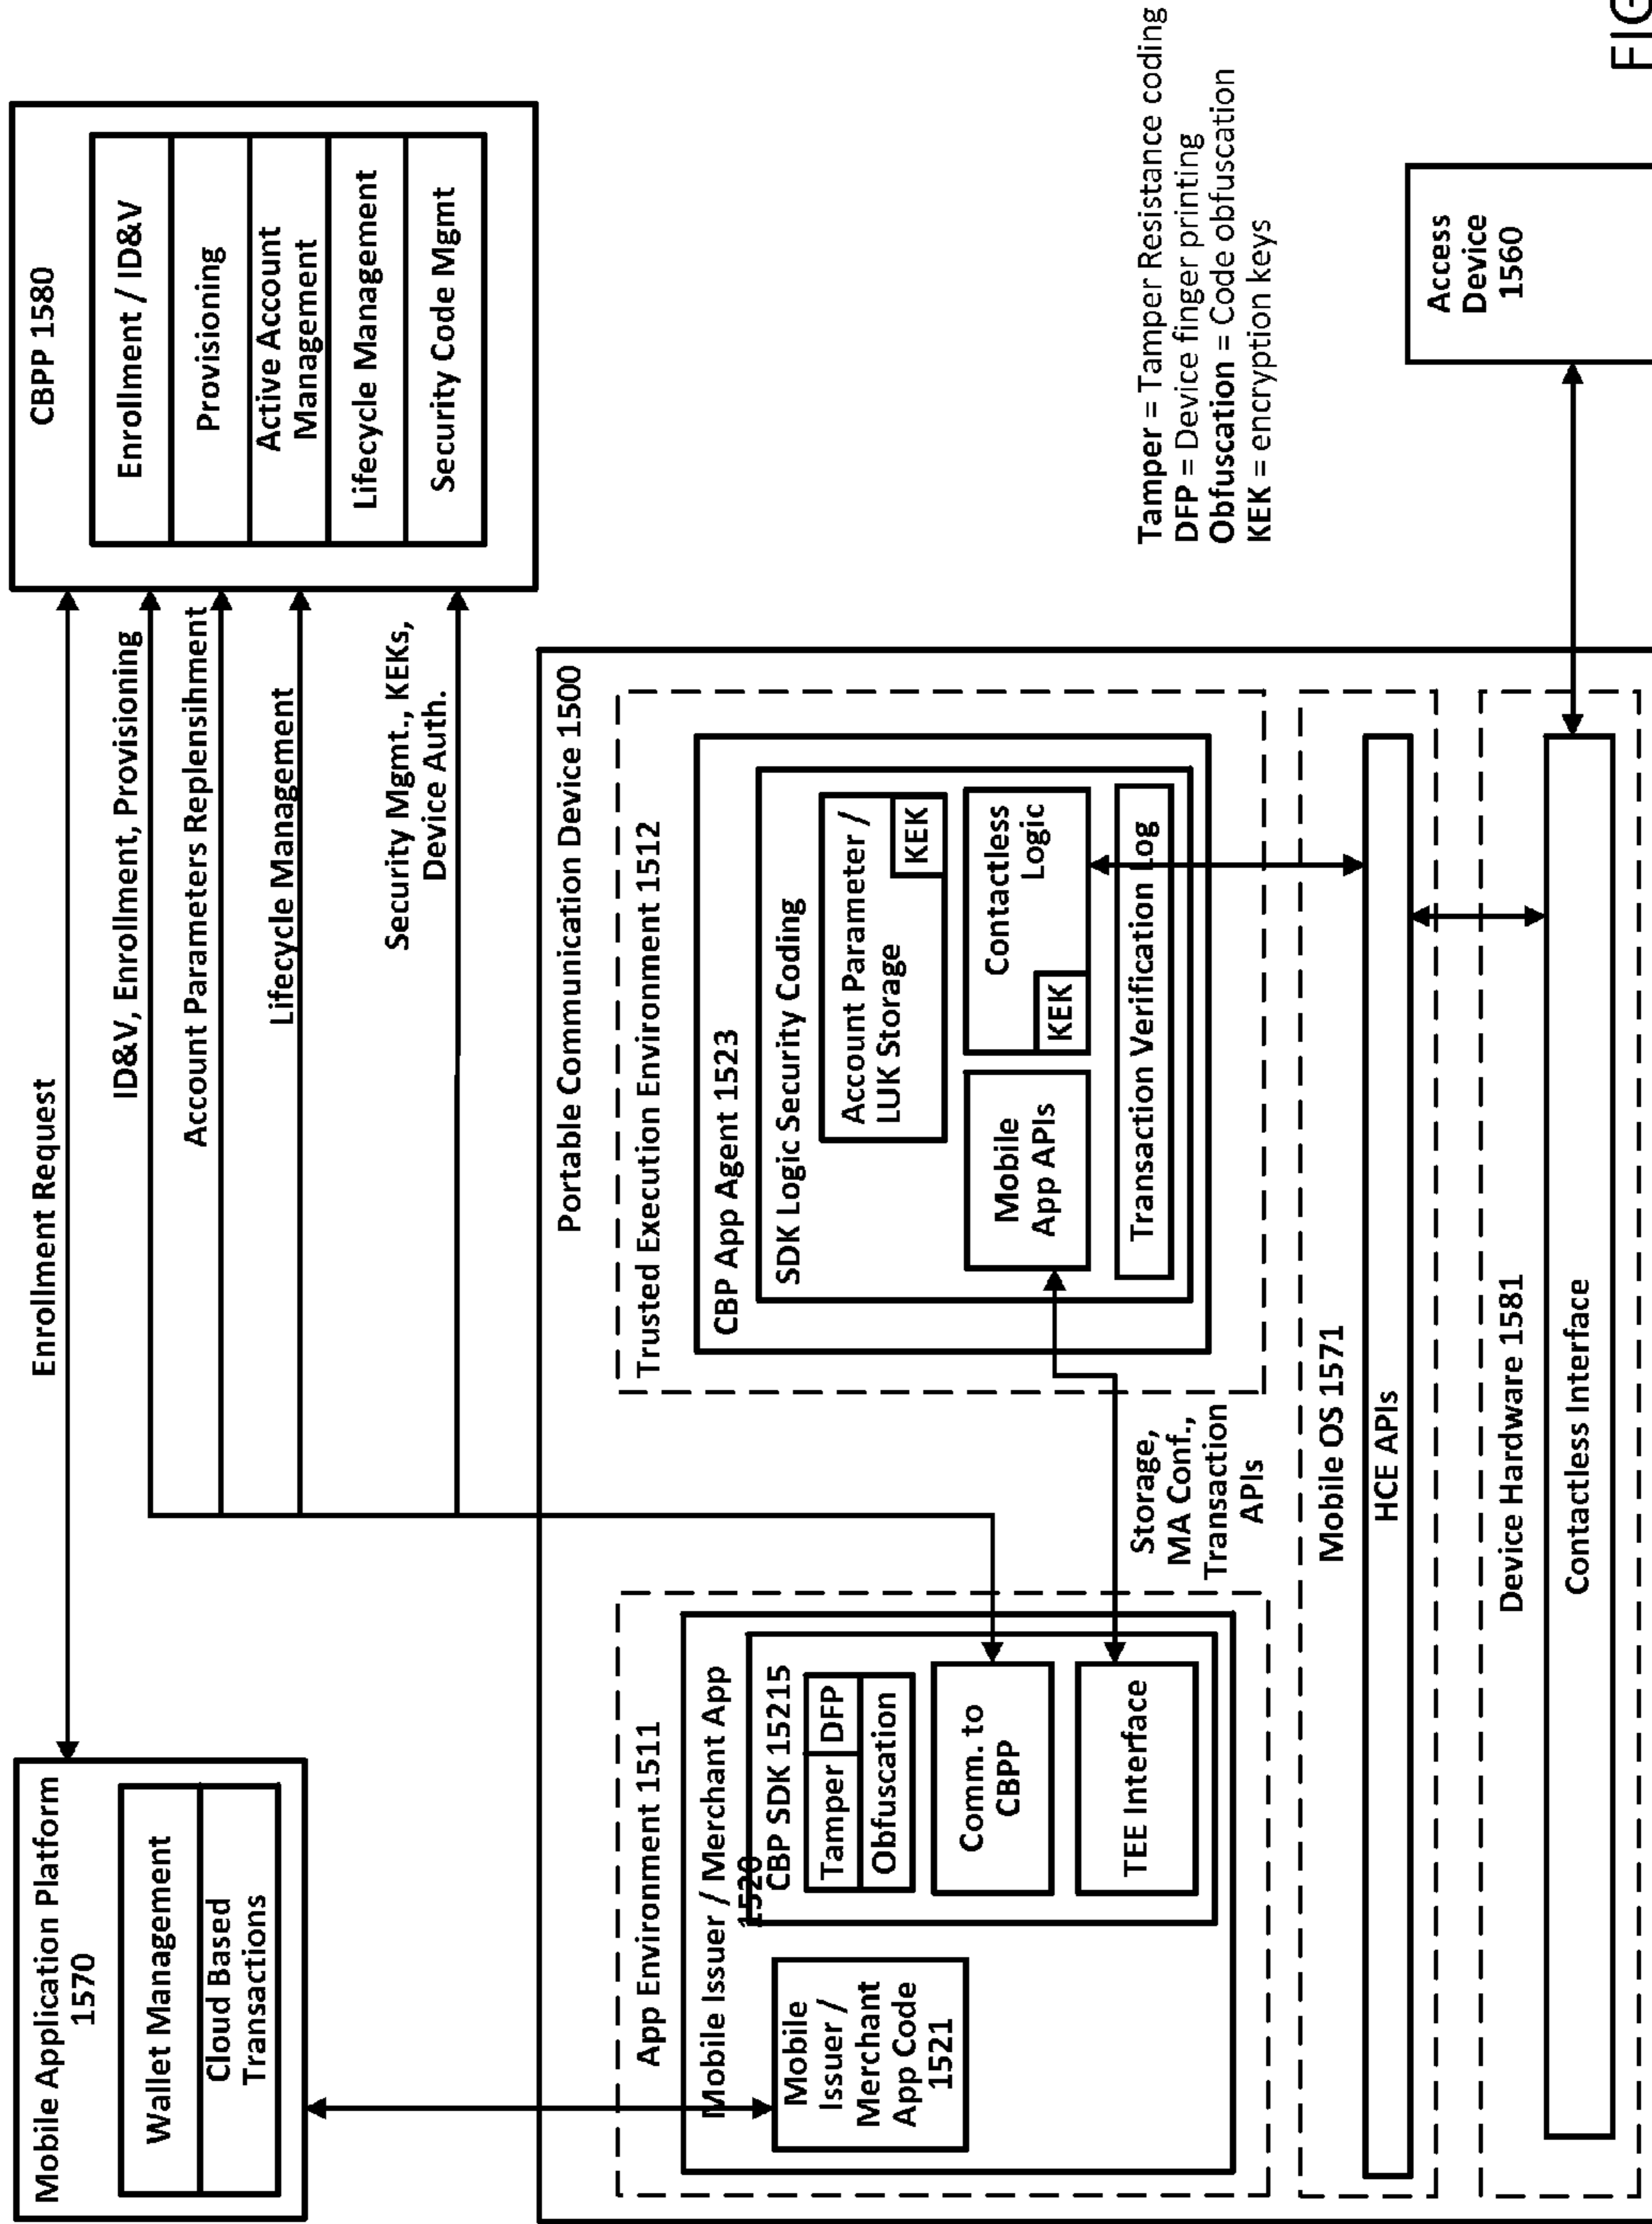 Mobile Application Platform
1570
Wallet Management
Cloud Based
Transactions
Enrollment Request
ID&V, Enrollment, Provisioning
Account Parameters Replensihment
Lifecycle Management
Security Mgmt., KEKs,
Device Auth.
CBPP 1580
Enrollment / ID&V
Provisioning
Active Account
Management
Lifecycle Management
Security Code Mgmt
Portable Communication Device 1500
App Environment 1511
Mobile Issuer / Merchant App
1520
Mobile
Issuer /
Merchant
App Code
1521
CBP SDK 15215
Tamper
DFP
Obfuscation
Comm. to
CBPP
TEE Interface
Storage,
MA Conf.,
Transaction
APIs
Trusted Execution Environment 1512
CBP App Agent 1523
SDK Logic Security Coding
Account Parameter /
LUK Storage
KEK
Mobile
App APIs
Contactless
Logic
KEK
Transaction Verification Log
Mobile OS 1571
HCE APIs
Device Hardware 1581
Contactless Interface
Tamper = Tamper Resistance coding
DFP = Device finger printing
Obfuscation = Code obfuscation
KEK = encryption keys
Access
Device
1560
FIG